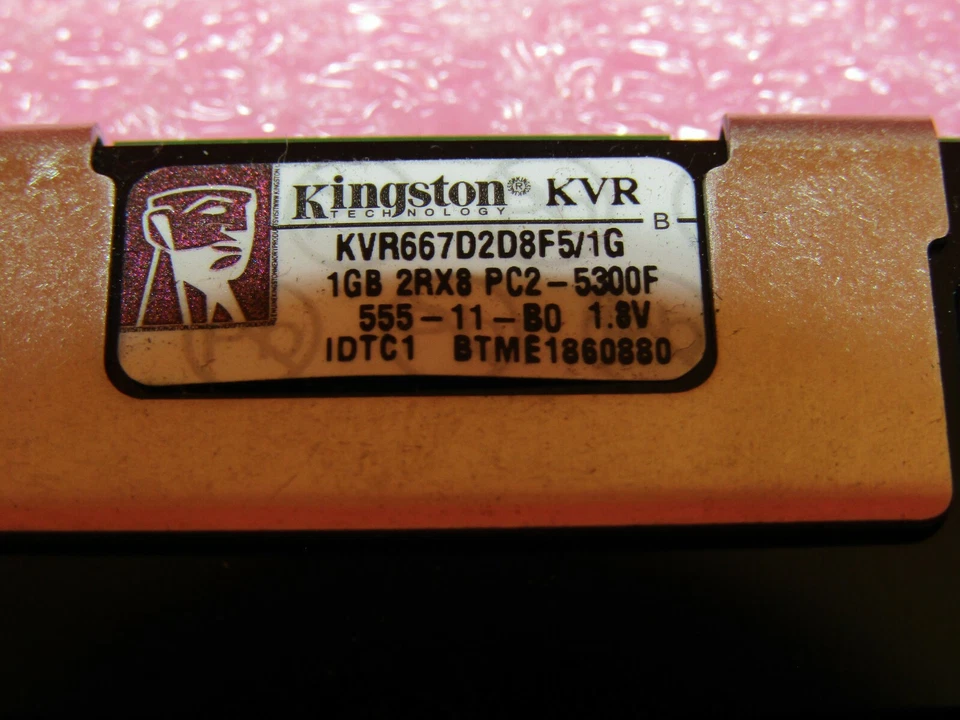 Kingston® KVR
TECHNOLOGY
B
KVR667D2D8F5/1G
1GB 2RX8 PC2-5300F
555-11-B0 1.8V
IDTC1 BTME1860880